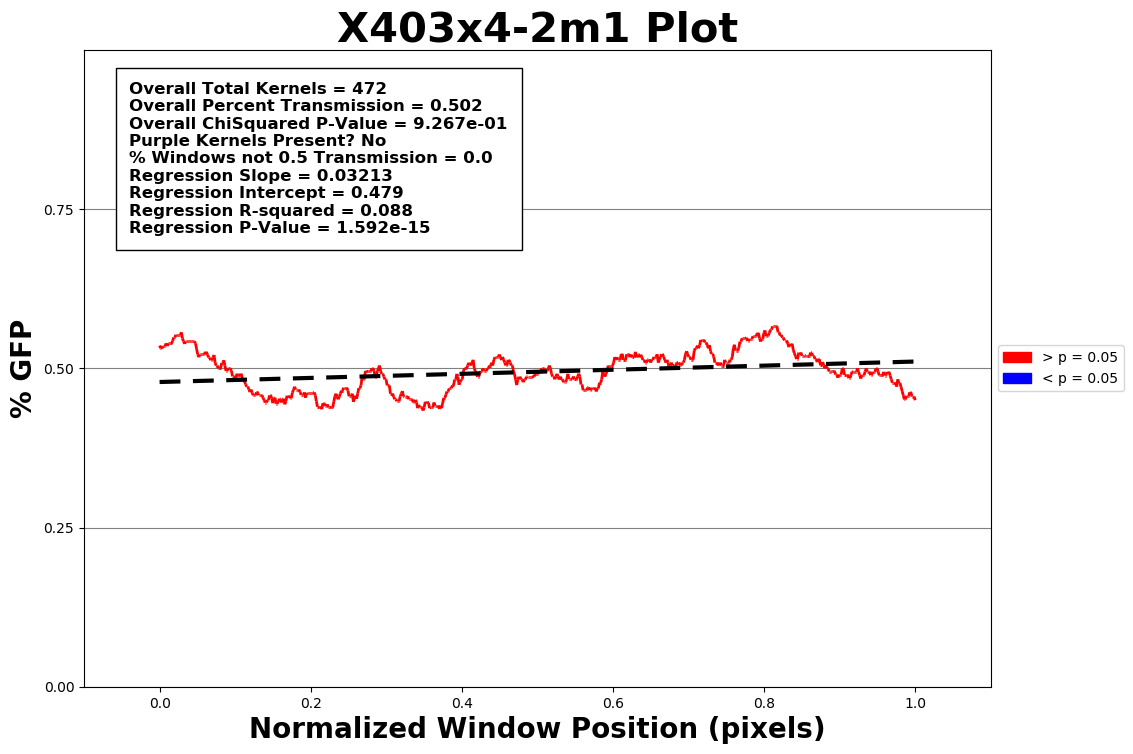 X403x4-2m1 Plot
Overall Total Kernels = 472
Overall Percent Transmission = 0.502
Overall ChiSquared P-Value = 9.267e-01
Purple Kernels Present? No
% Windows not 0.5 Transmission = 0.0
Regression Slope = 0.03213
Regression Intercept = 0.479
Regression R-squared = 0.088
Regression P-Value = 1.592e-15
% GFP
0.75
0.50
0.25
0.00
> p = 0.05
< p = 0.05
0.0 0.2 0.4 0.6 0.8 1.0
Normalized Window Position (pixels)